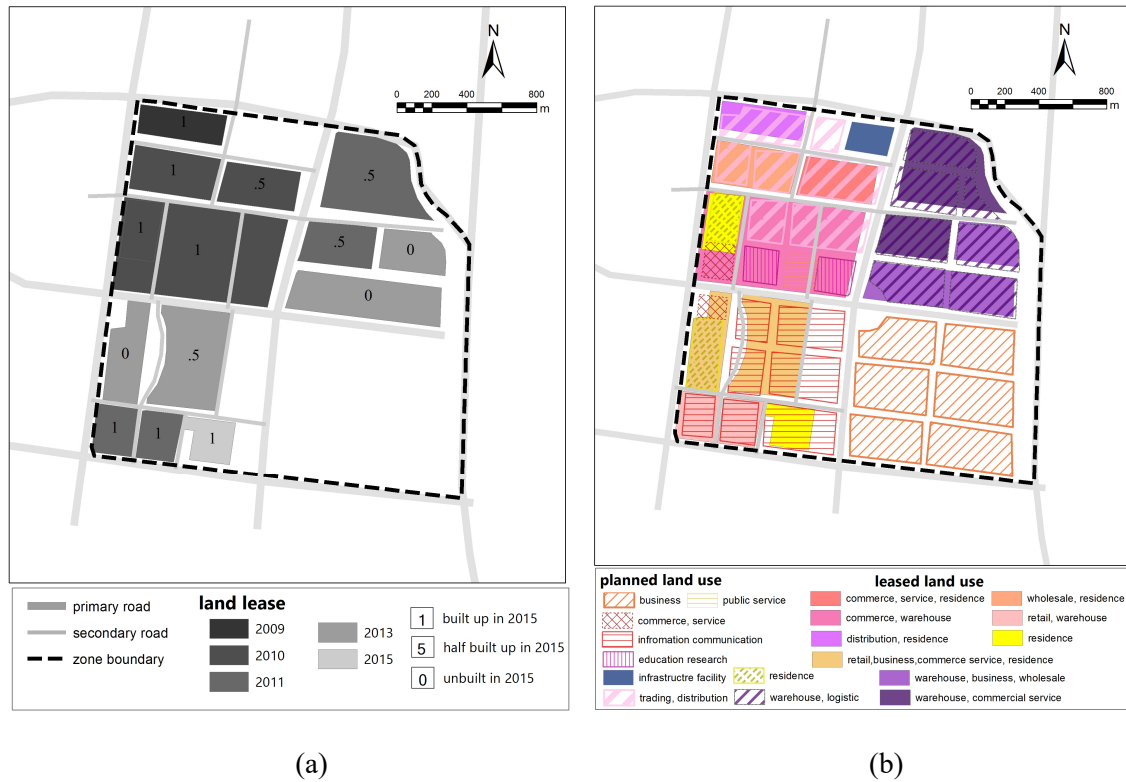 N
0 200 400 800
m
1
1
.5
.5
1
1
.5
0
0
0
.5
1
1
1
primary road
secondary road
zone boundary
land lease
2009
2010
2011
2013
2015
1 built up in 2015
5 half built up in 2015
0 unbuilt in 2015
(a)
N
0 200 400 800
m
planned land use
business
public service
commerce, service
infromation communication
education research
infrastructre facility
residence
trading, distribution
warehouse, logistic
leased land use
commerce, service, residence
wholesale, residence
commerce, warehouse
retail, warehouse
distribution, residence
residence
retail,business,commerce service, residence
warehouse, business, wholesale
warehouse, commercial service
(b)